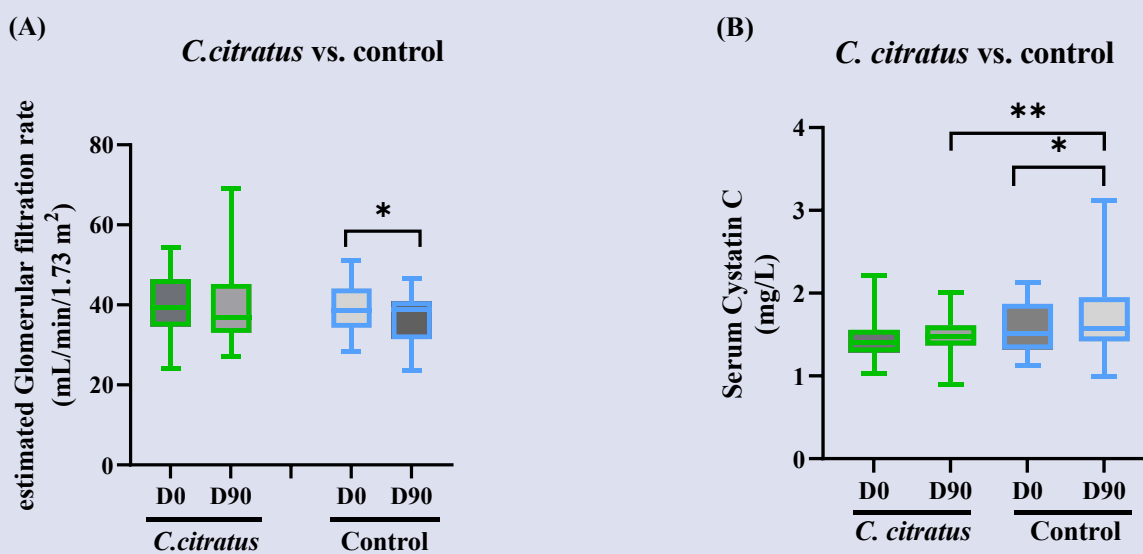 (A)
C.citratus vs. control
estimated Glomerular filtration rate
(mL/min/1.73 m²)
80
60
40
20
0
*
D0 D90 D0 D90
C.citratus Control
(B)
C. citratus vs. control
Serum Cystatin C
(mg/L)
4
3
2
1
0
**
*
D0 D90 D0 D90
C. citratus Control